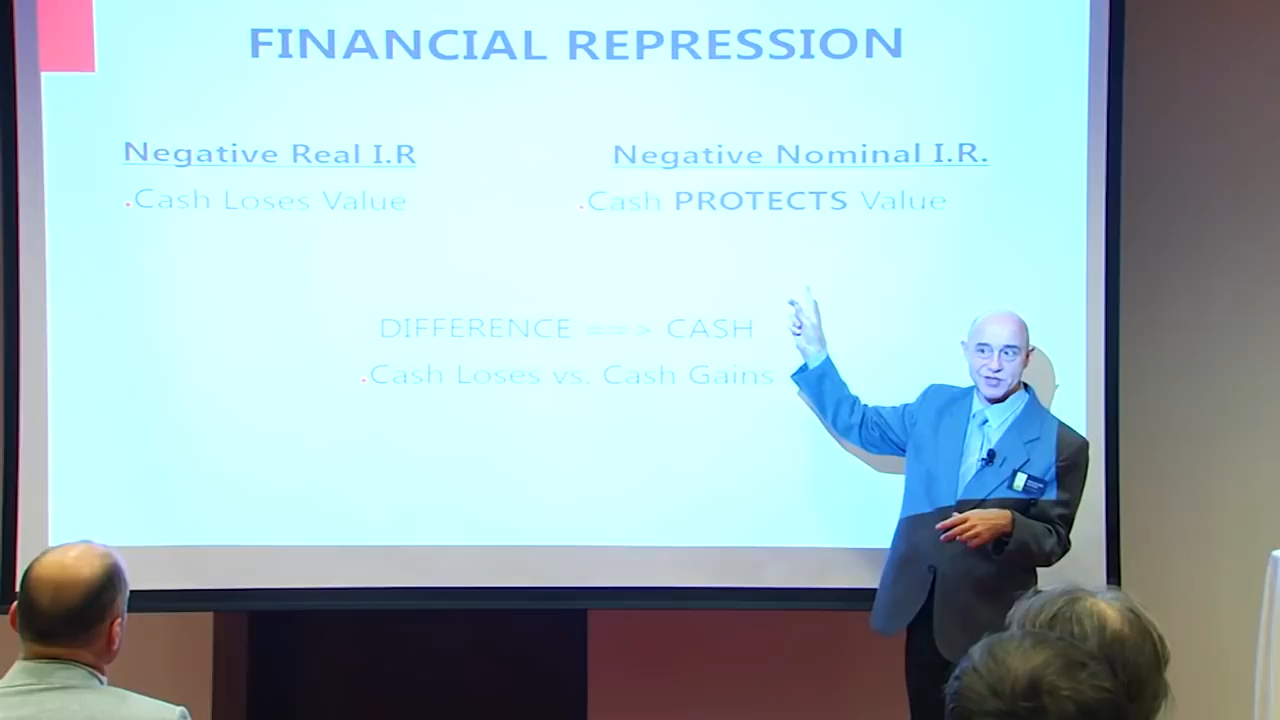 FINANCIAL REPRESSION
Negative Real I.R
.Cash Loses Value
Negative Nominal I.R.
.Cash PROTECTS Value
DIFFERENCE ==> CASH
.Cash Loses vs. Cash Gains